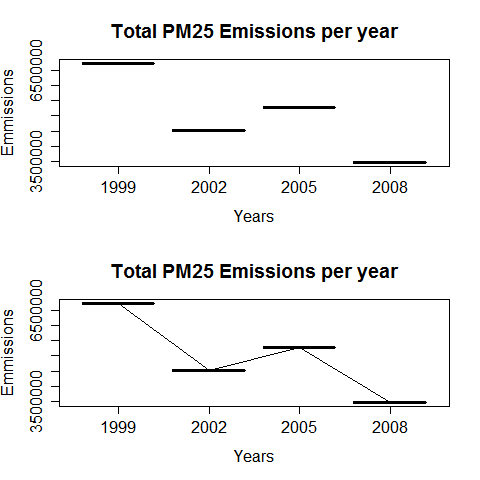 Total PM25 Emissions per year
Emmissions
6500000
3500000
1999 2002 2005 2008
Years
Total PM25 Emissions per year
Emmissions
6500000
3500000
1999 2002 2005 2008
Years